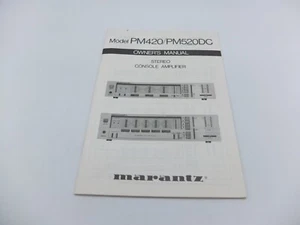 Model PM420/PM520DC
OWNER'S MANUAL
STEREO
CONSOLE AMPLIFIER
marantz